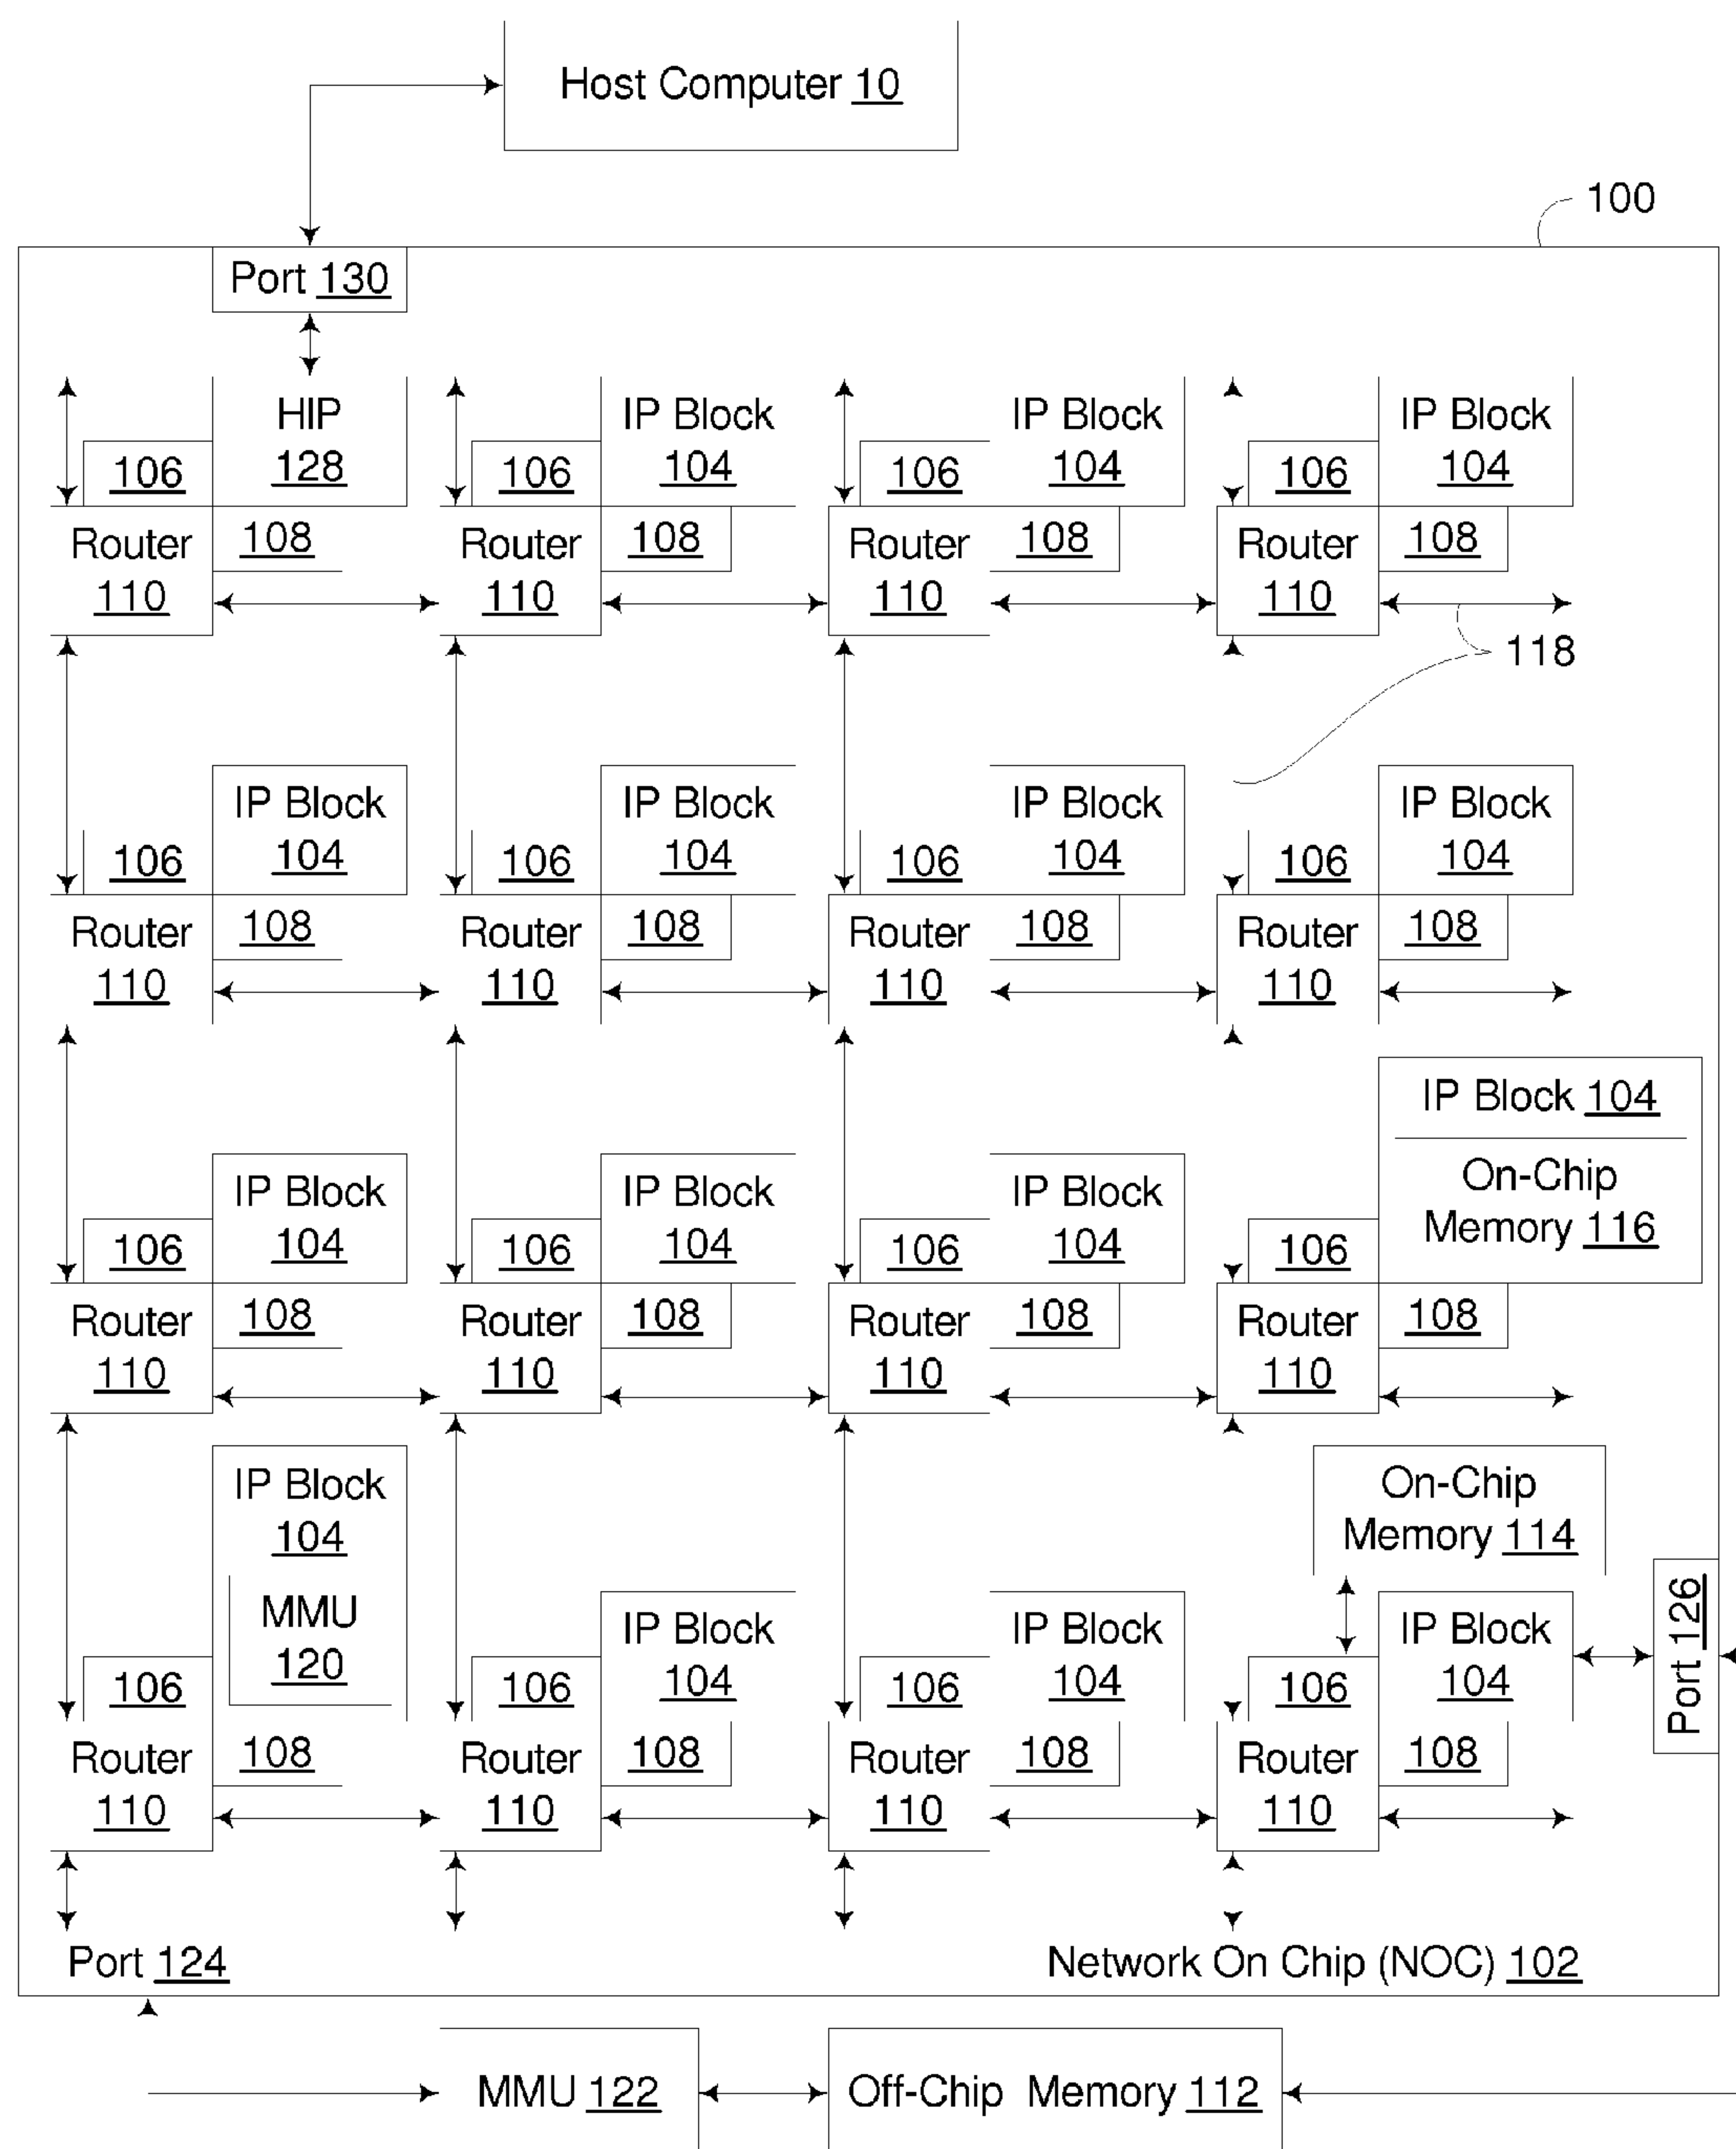 Host Computer 10
100
Port 130
HIP IP Block IP Block IP Block
106 128 106 104 106 104 106 104
Router 108 Router 108 Router 108 Router 108
110 110 110 110
118
IP Block IP Block IP Block IP Block
106 104 106 104 106 104 106 104
Router 108 Router 108 Router 108 Router 108
110 110 110 110
IP Block 104
IP Block IP Block IP Block On-Chip
106 104 106 104 106 104 106 Memory 116
Router 108 Router 108 Router 108 Router 108
110 110 110 110
IP Block On-Chip
104 Memory 114
MMU IP Block IP Block IP Block Port 126
106 120 106 104 106 104 106 104
Router 108 Router 108 Router 108 Router 108
110 110 110 110
Port 124 Network On Chip (NOC) 102
MMU 122 Off-Chip Memory 112